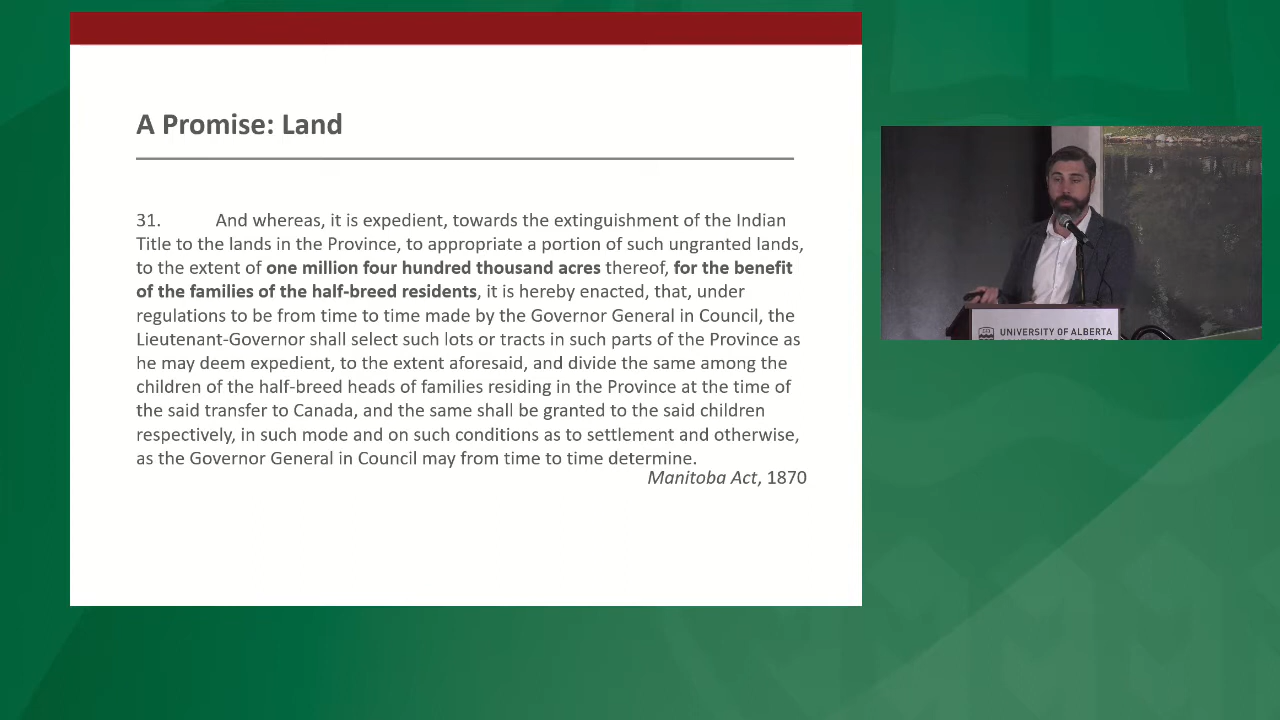 A Promise: Land
31. And whereas, it is expedient, towards the extinguishment of the Indian
Title to the lands in the Province, to appropriate a portion of such ungranted lands,
to the extent of one million four hundred thousand acres thereof, for the benefit
of the families of the half-breed residents, it is hereby enacted, that, under
regulations to be from time to time made by the Governor General in Council, the
Lieutenant-Governor shall select such lots or tracts in such parts of the Province as
he may deem expedient, to the extent aforesaid, and divide the same among the
children of the half-breed heads of families residing in the Province at the time of
the said transfer to Canada, and the same shall be granted to the said children
respectively, in such mode and on such conditions as to settlement and otherwise,
as the Governor General in Council may from time to time determine.
Manitoba Act, 1870
UNIVERSITY OF ALBERTA